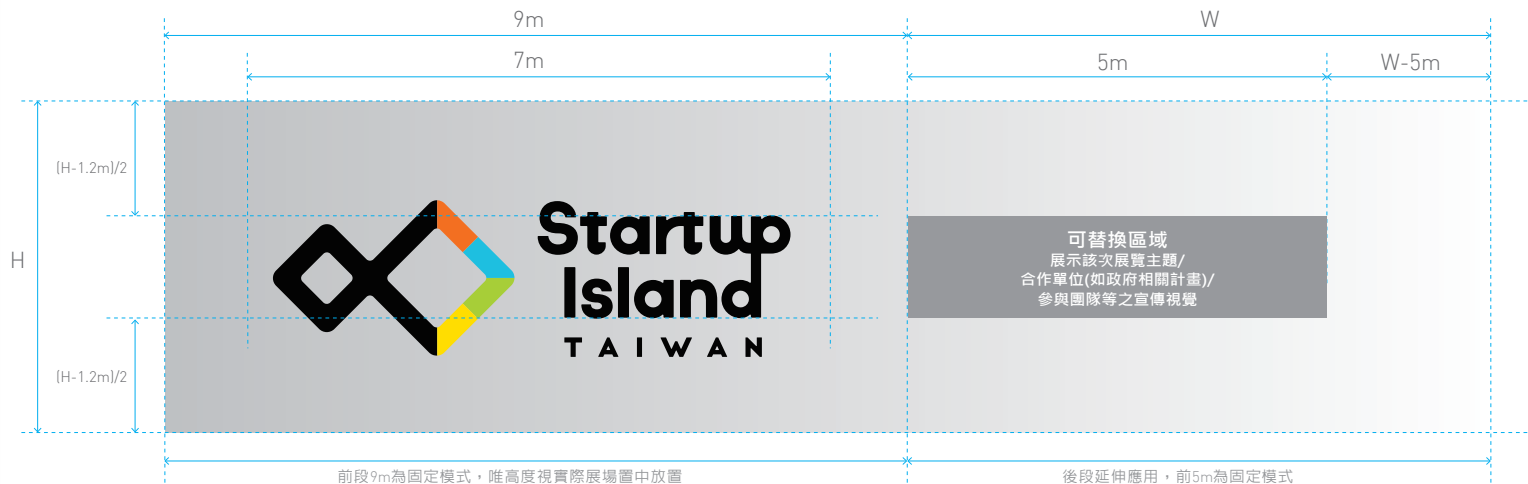 9m
W
7m
5m
W-5m
(H-1.2m)/2
H
(H-1.2m)/2
Startup
Island
TAIWAN
可替換區域
展示該次展覽主題/
合作單位(如政府相關計畫)/
參與團隊等之宣傳視覺
前段9m為固定模式，唯高度視實際展場置中放置
後段延伸應用，前5m為固定模式